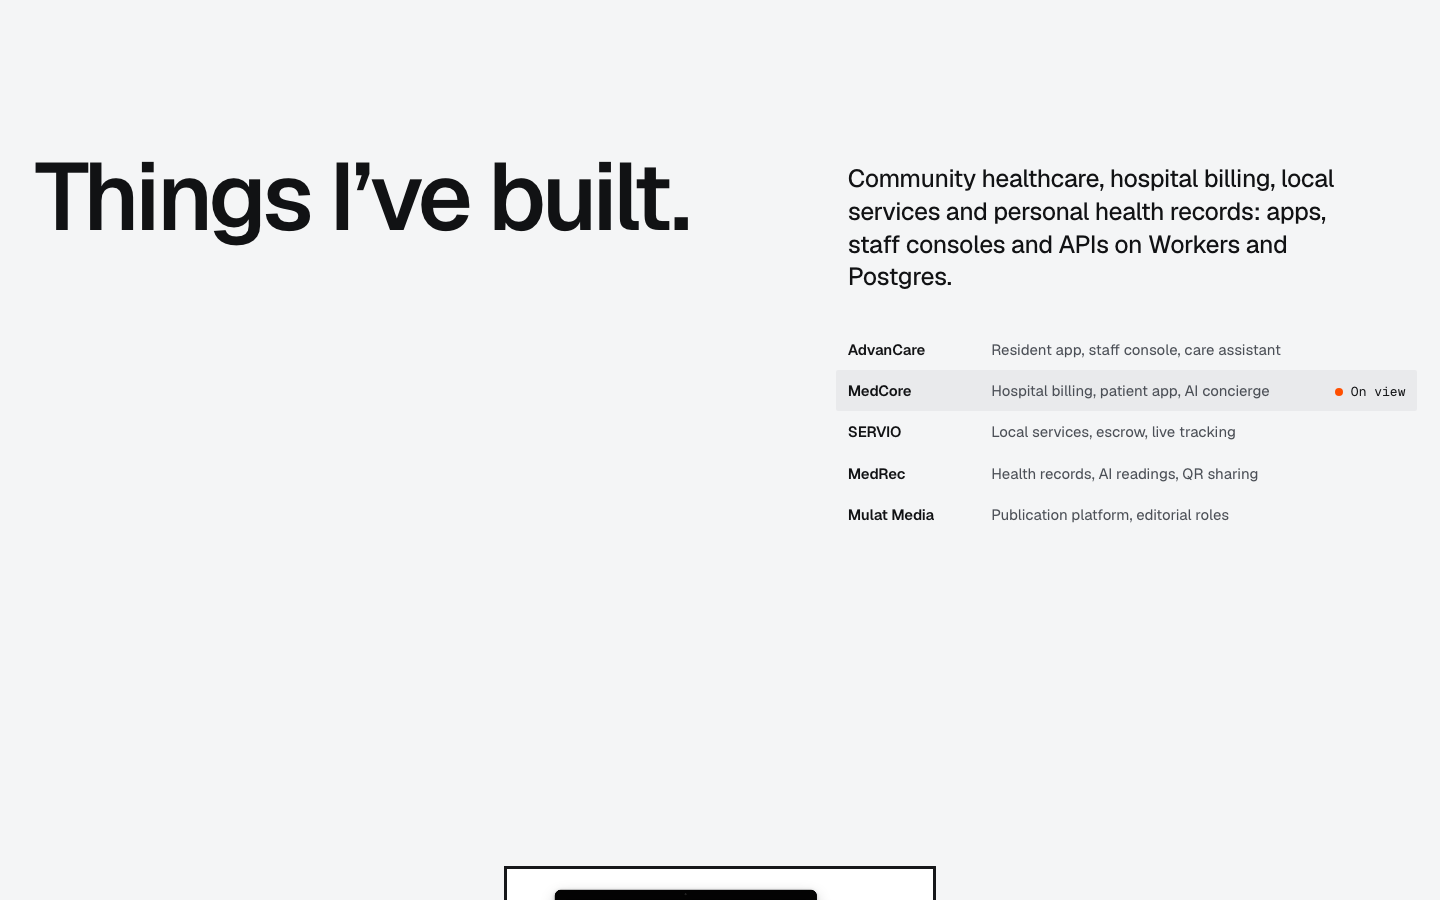 Things I’ve built.
Community healthcare, hospital billing, local
services and personal health records: apps,
staff consoles and APIs on Workers and
Postgres.
AdvanCare Resident app, staff console, care assistant
MedCore Hospital billing, patient app, AI concierge On view
SERVIO Local services, escrow, live tracking
MedRec Health records, AI readings, QR sharing
Mulat Media Publication platform, editorial roles